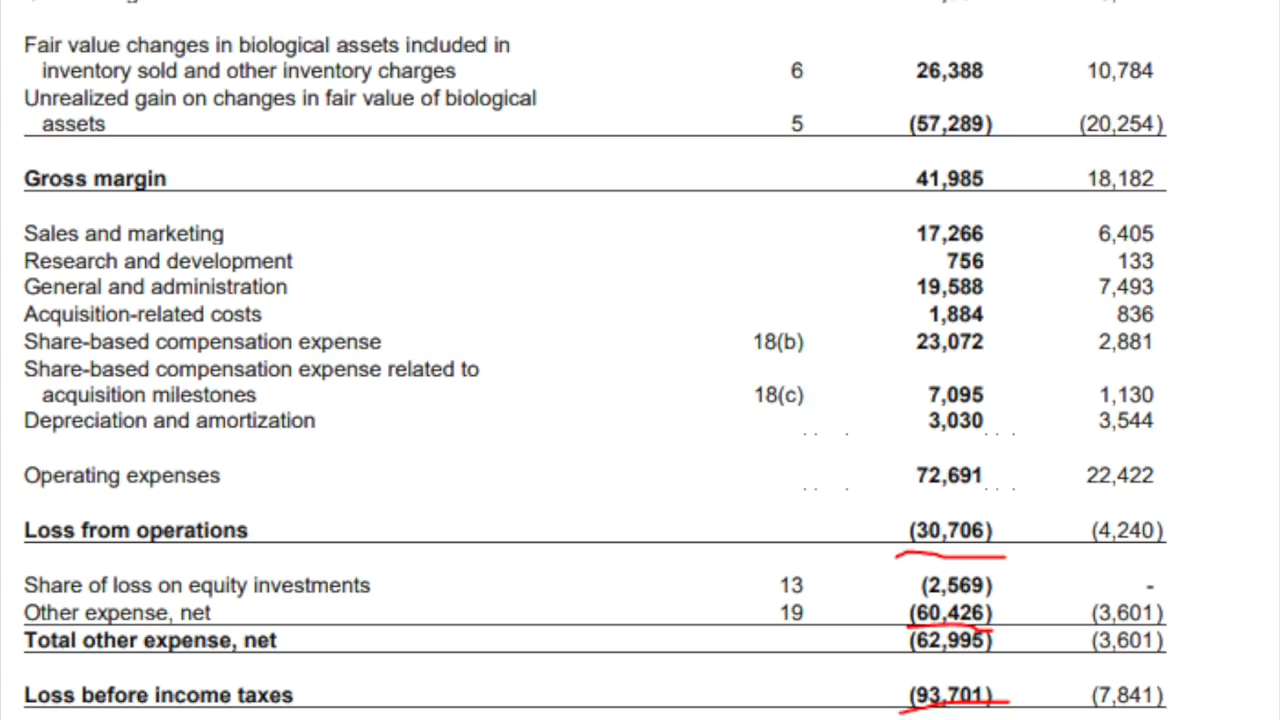 Fair value changes in biological assets included in
inventory sold and other inventory charges 6 26,388 10,784
Unrealized gain on changes in fair value of biological
assets 5 (57,289) (20,254)
Gross margin 41,985 18,182
Sales and marketing 17,266 6,405
Research and development 756 133
General and administration 19,588 7,493
Acquisition-related costs 1,884 836
Share-based compensation expense 18(b) 23,072 2,881
Share-based compensation expense related to
acquisition milestones 18(c) 7,095 1,130
Depreciation and amortization 3,030 3,544
Operating expenses 72,691 22,422
Loss from operations (30,706) (4,240)
Share of loss on equity investments 13 (2,569) -
Other expense, net 19 (60,426) (3,601)
Total other expense, net (62,995) (3,601)
Loss before income taxes (93,701) (7,841)